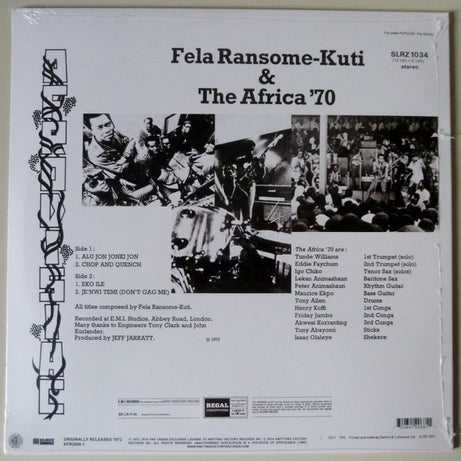 SLRZ 1034
stereo
Fela Ransome-Kuti
&
The Africa '70
AFRODISIAC
Side 1 :
1. ALU JON JONKI JON
2. CHOP AND QUENCH
Side 2 :
1. EKO ILE
2. JE'NWI TEMI (DON'T GAG ME)
All titles composed by Fela Ransome-Kuti.
Recorded at E.M.I. Studios, Abbey Road, London.
Many thanks to Engineers Tony Clark and John
Kurlander.
Produced by JEFF JARRATT.
The Africa '70 are :
Tunde Williams 1st Trumpet (solo)
Eddie Faychum 2nd Trumpet (solo)
Igo Chiko Tenor Sax (solos)
Lekan Animashaun Baritone Sax
Peter Animashaun Rhythm Guitar
Maurice Ekpo Bass Guitar
Tony Allen Drums
Henry Koffi 1st Conga
Friday Jumbo 2nd Conga
Akwesi Korranting 3rd Conga
Tony Abayomi Sticks
Isaac Olaleye Shekere
REGAL
ORIGINALLY RELEASED 1972